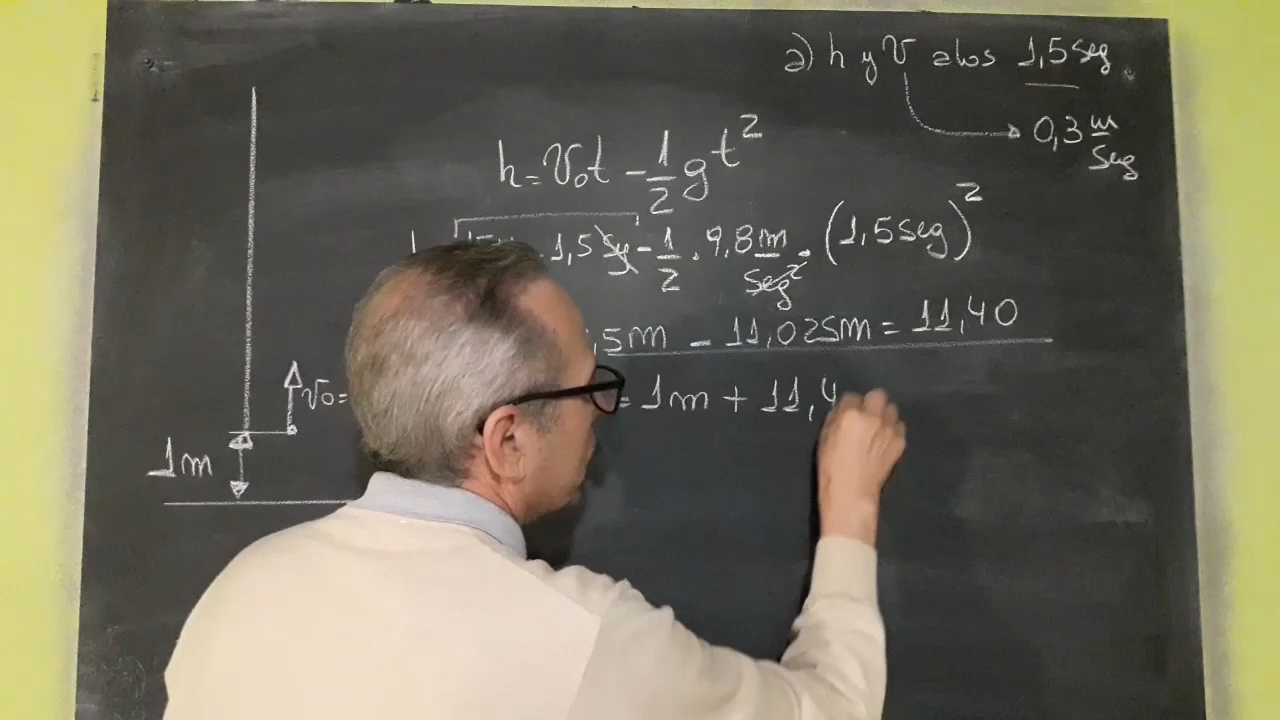 a) h y V a los 1,5 seg.
0,3 m/seg
h = V₀t - 1/2 g t²
1,5 - 1/2 . 9,8 m/seg² . (1,5 seg)²
,5m - 11,025m = 11,40
V₀=
= 1m + 11,4
1m